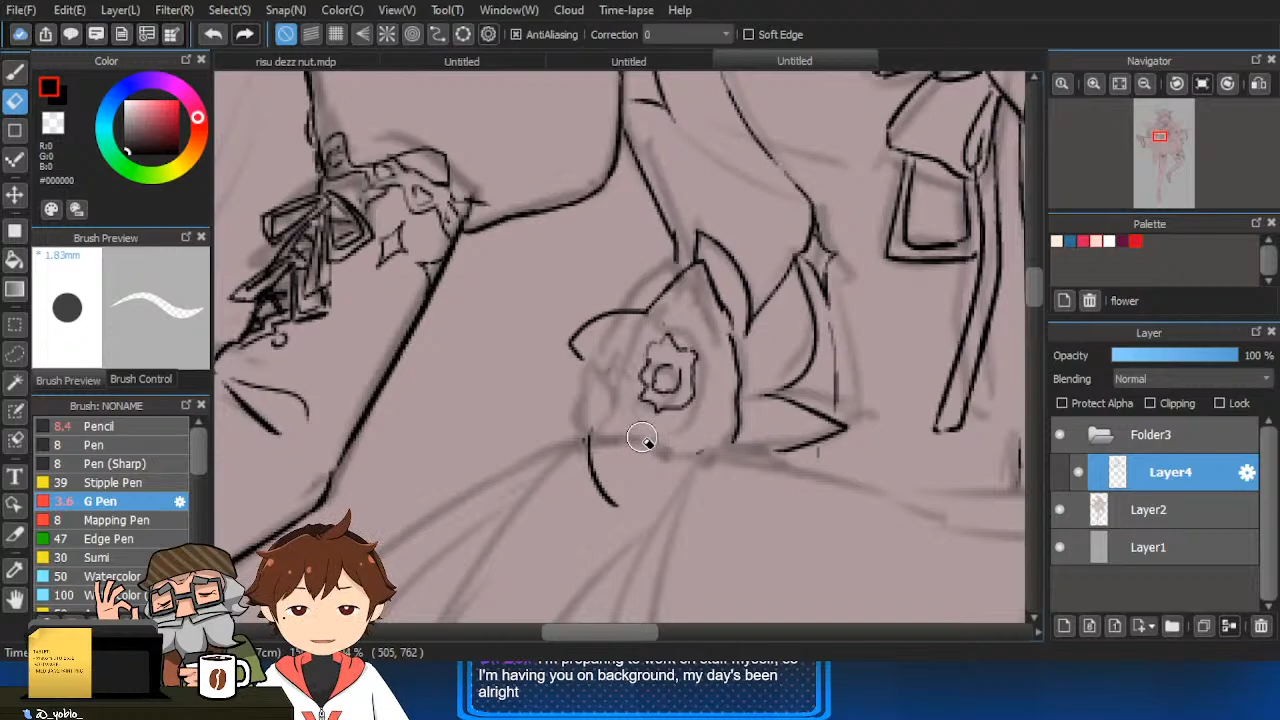 File(F) Edit(E) Layer(L) Filter(R) Select(S) Snap(N) Color(C) View(V) Tool(T) Window(W) Cloud Time-lapse Help
AntiAliasing Correction 0 Soft Edge
Color
risu dezz nut.mdp Untitled Untitled Untitled
Navigator
R:0
G:0
B:0
#000000
Brush Preview
* 1.83mm
Palette
flower
Brush Preview Brush Control
Layer
Opacity 100 %
Blending Normal
Protect Alpha Clipping Lock
Brush: NONAME
8.4 Pencil
8 Pen
8 Pen (Sharp)
39 Stipple Pen
3.6 G Pen
8 Mapping Pen
47 Edge Pen
30 Sumi
50 Watercolor
100 Watercolor
Folder3
Layer4
Layer2
Layer1
(505, 762)
I'm preparing to work on stuff myself, so
I'm having you on background, my day's been
alright